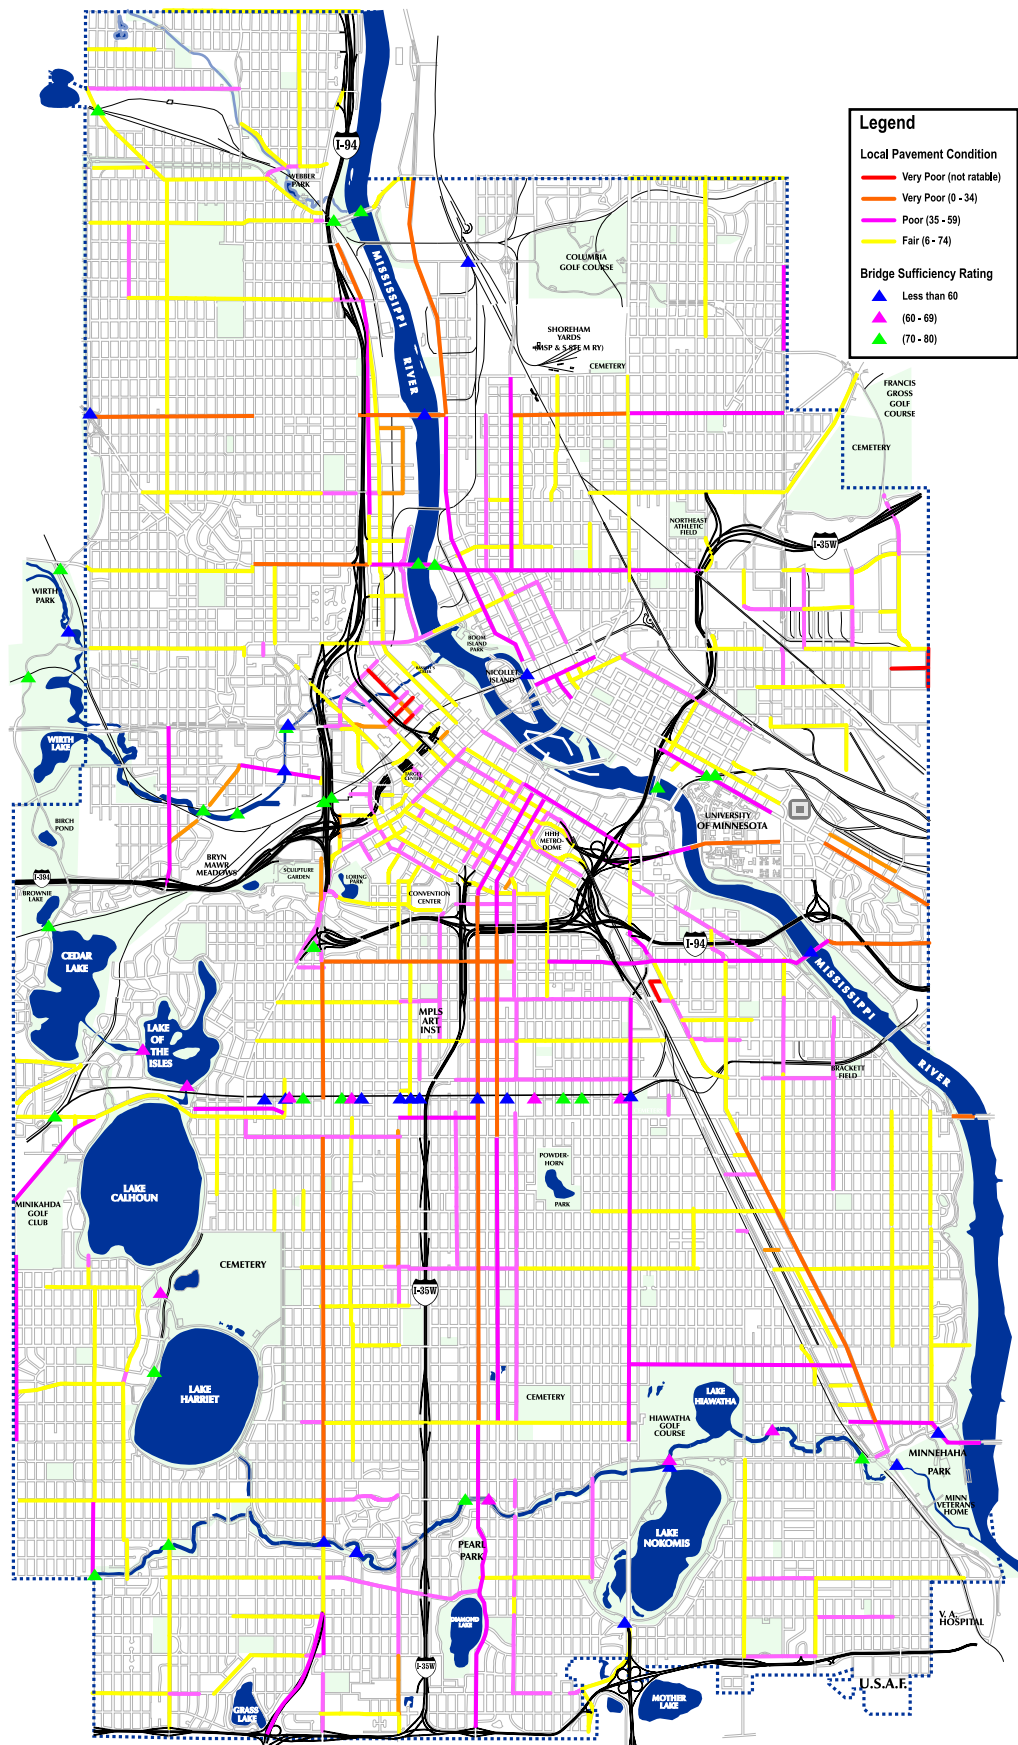 Legend
Local Pavement Condition
Very Poor (not ratable)
Very Poor (0 - 34)
Poor (35 - 59)
Fair (6 - 74)
Bridge Sufficiency Rating
Less than 60
(60 - 69)
(70 - 80)
I-94
WEBBER
PARK
MISSISSIPPI
RIVER
COLUMBIA
GOLF COURSE
SHOREHAM
YARDS
CEMETERY
FRANCIS
GROSS
GOLF
COURSE
CEMETERY
NORTHEAST
ATHLETIC
FIELD
I-35W
WIRTH
PARK
BOOM
ISLAND
PARK
NICOLLET
ISLAND
WIRTH
LAKE
TARGET
CENTER
BIRCH
POND
UNIVERSITY
OF MINNESOTA
HHH
METRO-
DOME
BRYN
MAWR
MEADOWS
SCULPTURE
GARDEN
LORING
PARK
I-394
BROWNIE
LAKE
CONVENTION
CENTER
I-94
CEDAR
LAKE
MISSISSIPPI
RIVER
LAKE
OF
THE
ISLES
MPLS
ART
INST
BRACKETT
FIELD
POWDER-
HORN
PARK
LAKE
CALHOUN
MINIKAHDA
GOLF
CLUB
CEMETERY
I-35W
LAKE
HARRIET
CEMETERY
LAKE
HIAWATHA
HIAWATHA
GOLF
COURSE
MINNEHAHA
PARK
MINN
VETERANS
HOME
LAKE
NOKOMIS
PEARL
PARK
DIAMOND
LAKE
V. A.
HOSPITAL
I-35W
U.S.A.F.
GRASS
LAKE
MOTHER
LAKE